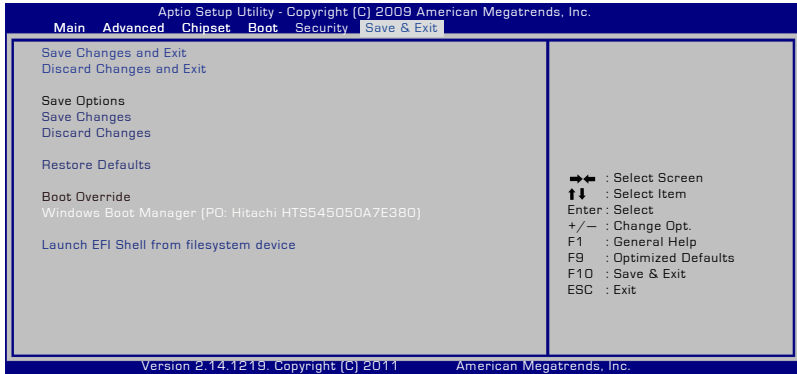 Aptio Setup Utility - Copyright (C) 2009 American Megatrends, Inc.
Main Advanced Chipset Boot Security Save & Exit
Save Changes and Exit
Discard Changes and Exit
Save Options
Save Changes
Discard Changes
Restore Defaults
Boot Override
Windows Boot Manager (PO: Hitachi HTS545050A7E380)
Launch EFI Shell from filesystem device
➡⬅ : Select Screen
⬆⬇ : Select Item
Enter : Select
+/— : Change Opt.
F1 : General Help
F9 : Optimized Defaults
F10 : Save & Exit
ESC : Exit
Version 2.14.1219. Copyright (C) 2011 American Megatrends, Inc.